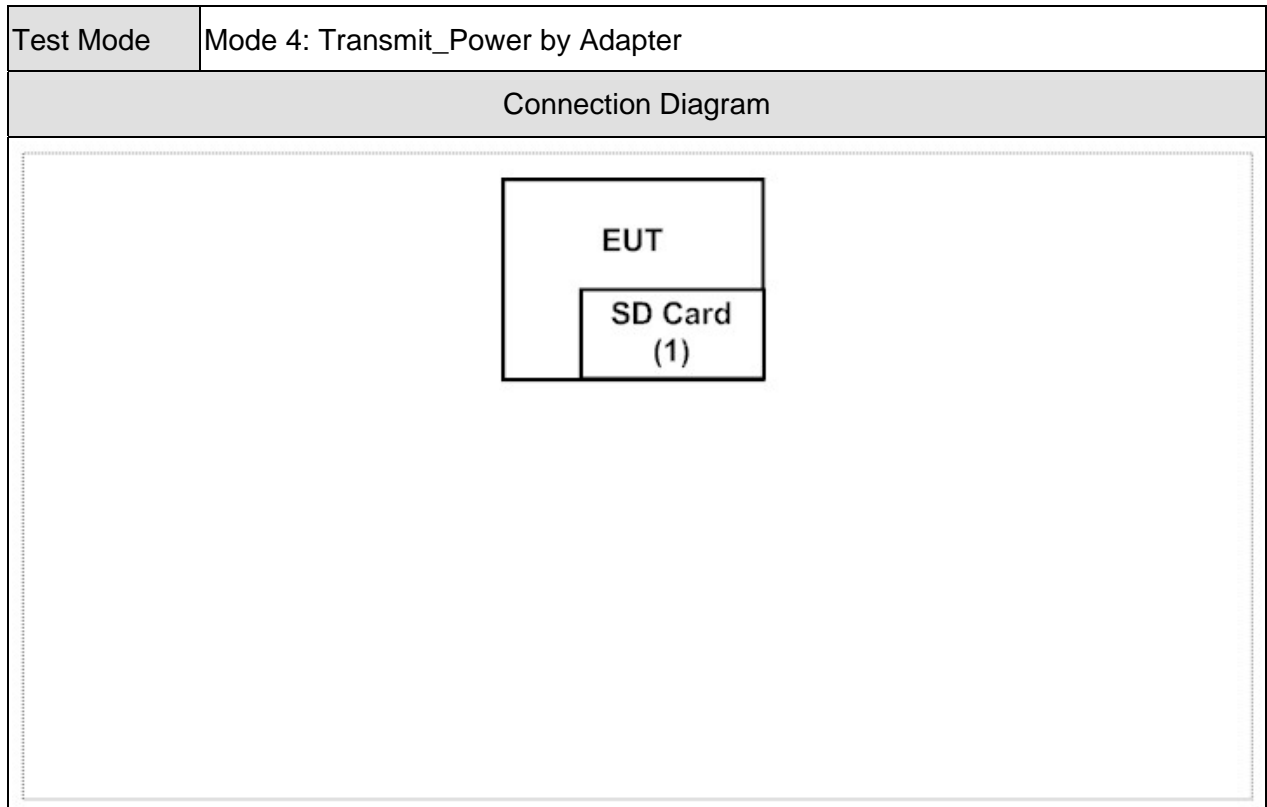 Test Mode
Mode 4: Transmit_Power by Adapter
Connection Diagram
EUT
SD Card
(1)